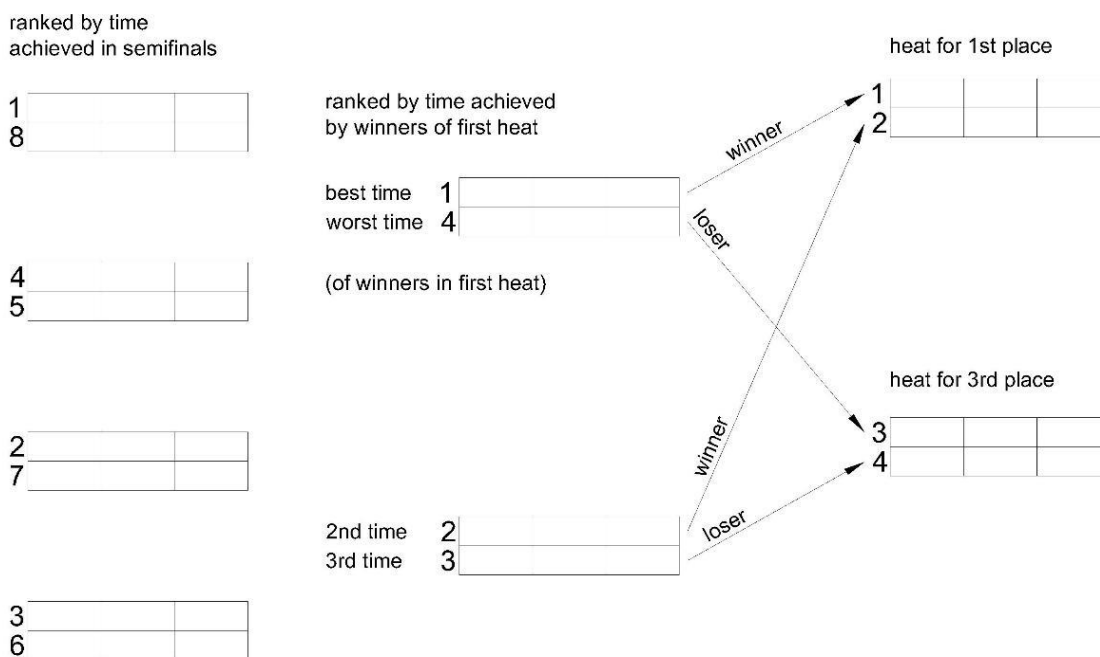 ranked by time
achieved in semifinals
1
8
4
5
2
7
3
6
ranked by time achieved
by winners of first heat
best time 1
worst time 4
(of winners in first heat)
2nd time 2
3rd time 3
winner
loser
winner
loser
heat for 1st place
1
2
heat for 3rd place
3
4